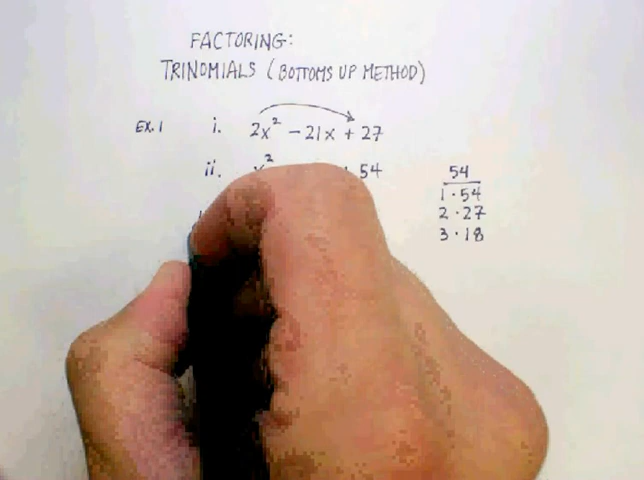 FACTORING:
TRINOMIALS (BOTTOMS UP METHOD)
EX. 1 i. 2x² - 21x + 27
ii. x² 54
54
1 · 54
2 · 27
3 · 18